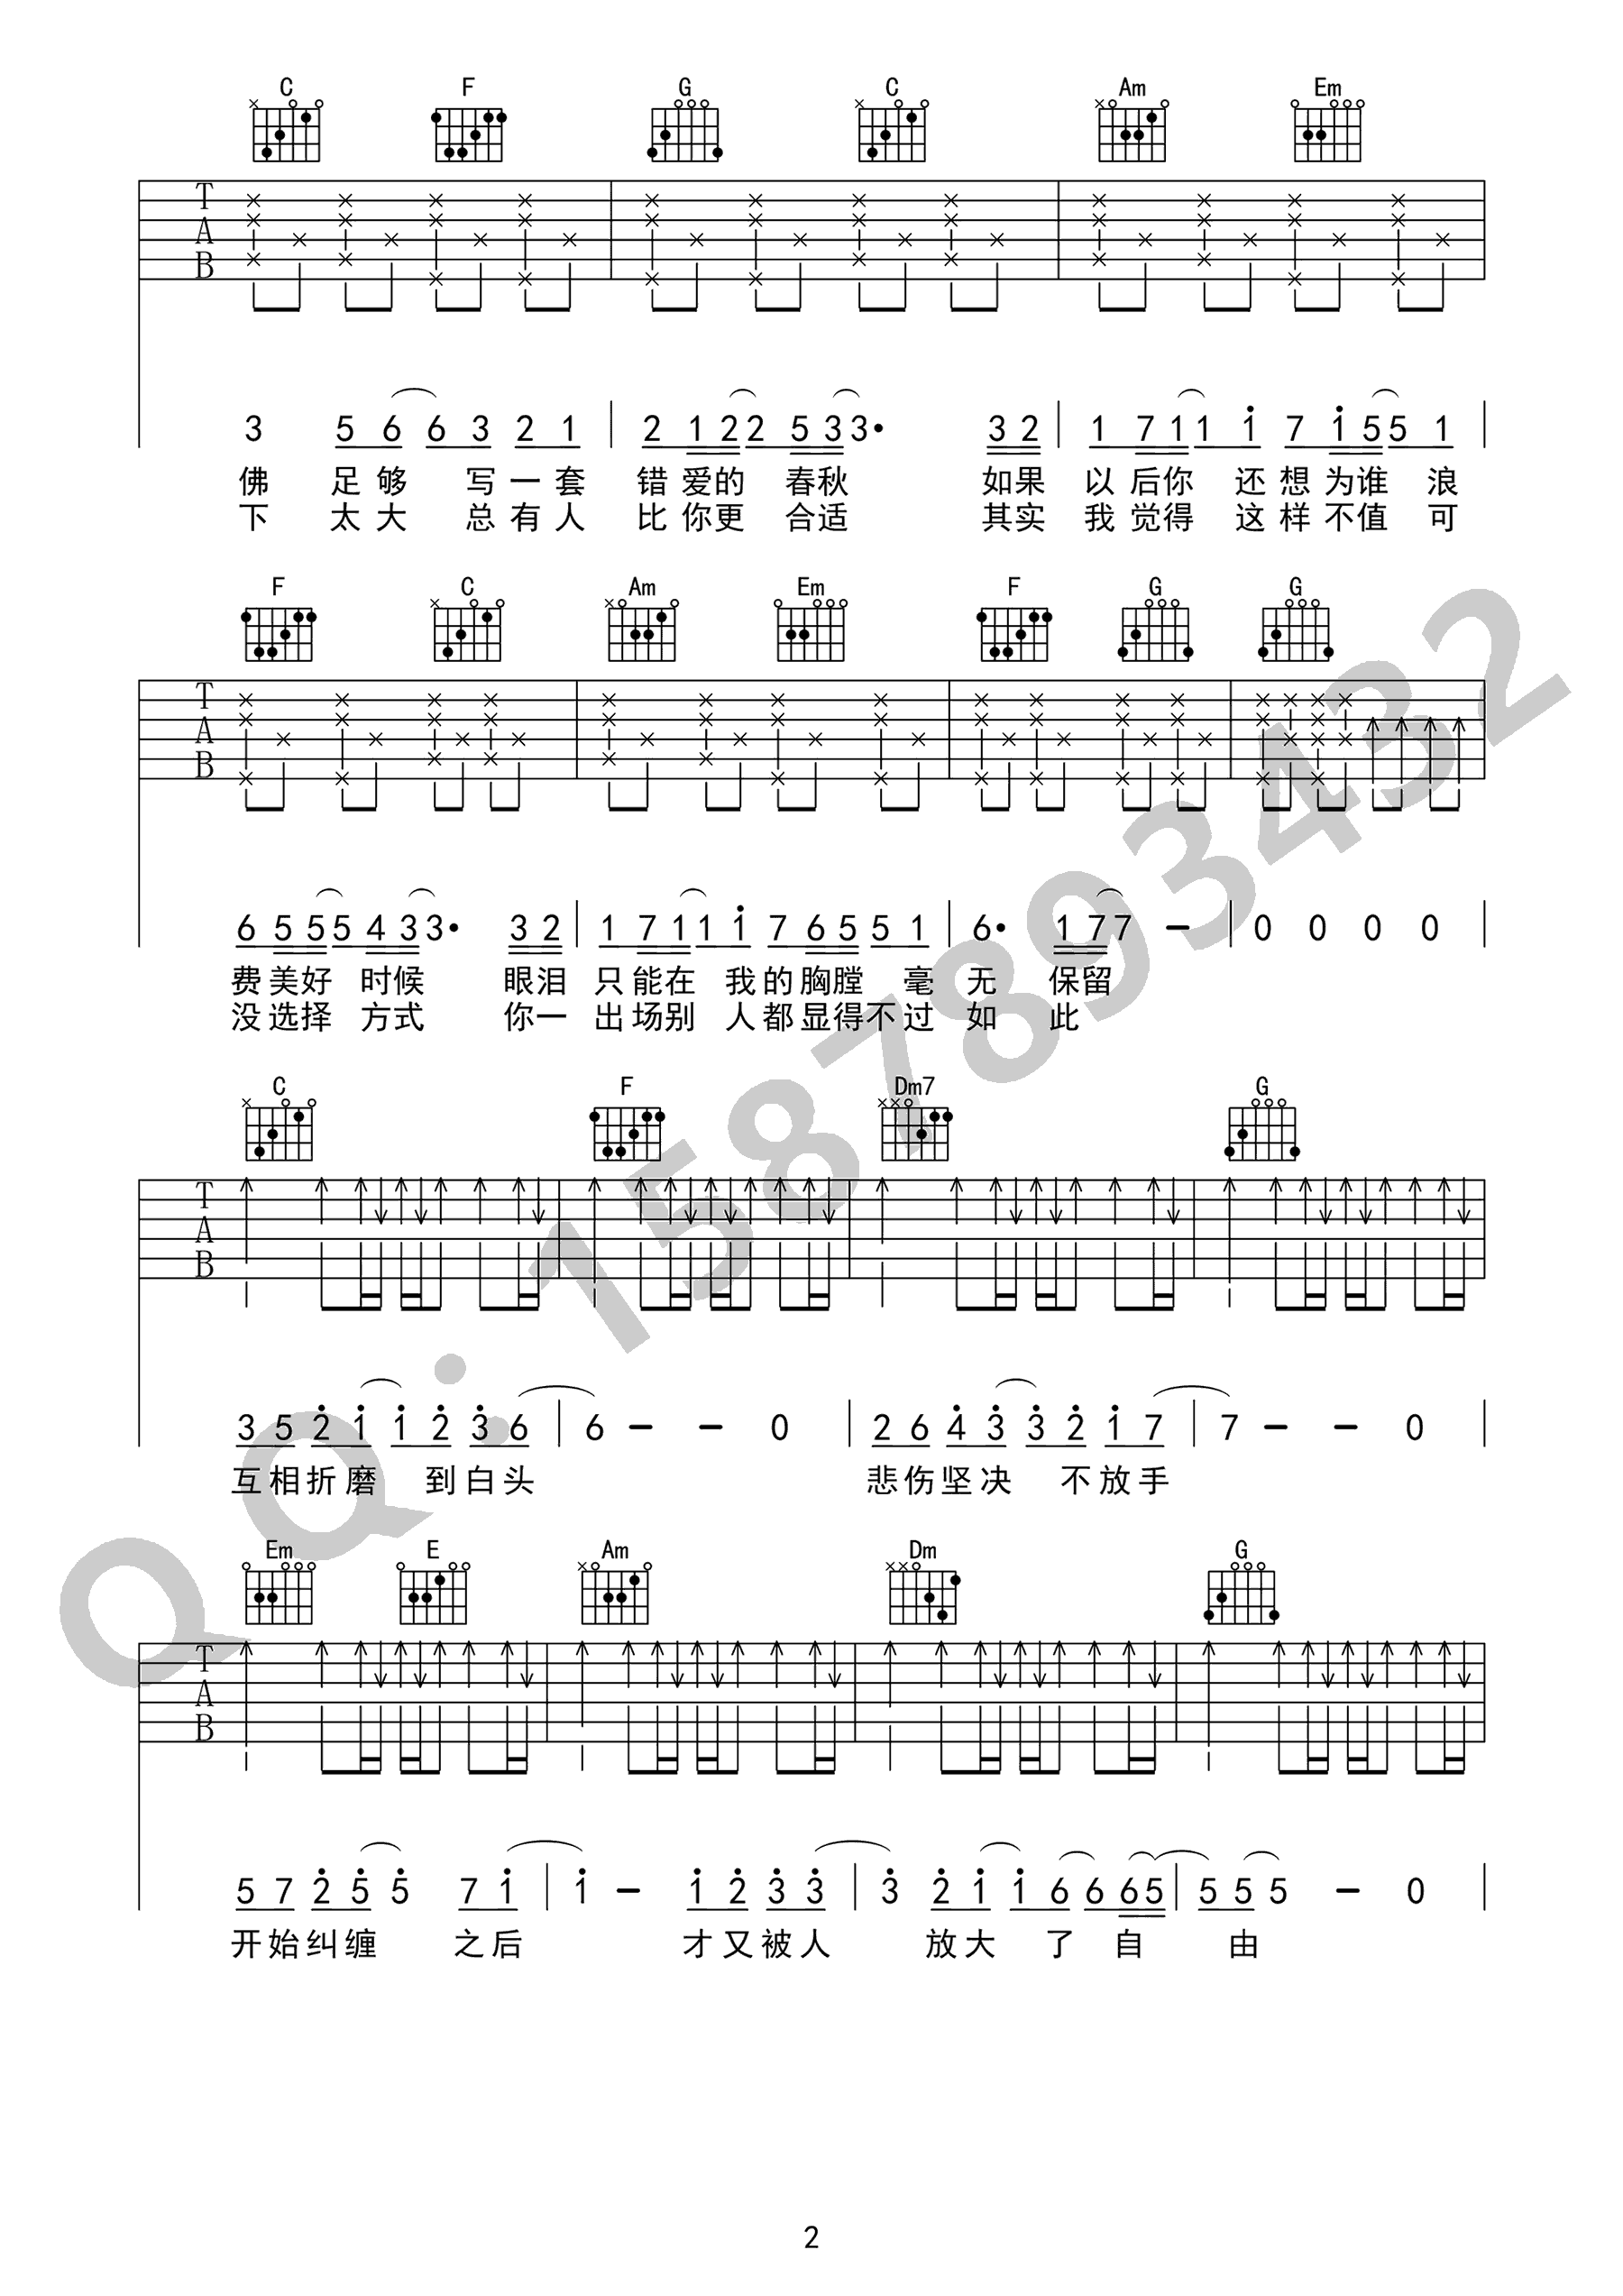 C F G C Am Em
T
A
B
3 5 6 6 3 2 1 | 2 1 2 2 5 3 3· 3 2 | 1 7 1 1 1 7 1 5 5 1 |
佛 足 够 写 一 套 错 爱 的 春 秋 如 果 以 后 你 还 想 为 谁 浪
下 太 大 总 有 人 比 你 更 合 适 其 实 我 觉 得 这 样 不 值 可
F C Am Em F G G
T
A
B
6 5 5 5 4 3 3· 3 2 | 1 7 1 1 1 7 6 5 5 1 | 6· 1 7 7 – | 0 0 0 0 |
费 美 好 时 候 眼 泪 只 能 在 我 的 胸 膛 毫 无 保 留
没 选 择 方 式 你 一 出 场 别 人 都 显 得 不 过 如 此
C F Dm7 G
T
A
B
3 5 2 1 1 2 3 6 | 6 – – 0 | 2 6 4 3 3 2 1 7 | 7 – – 0 |
互 相 折 磨 到 白 头 悲 伤 坚 决 不 放 手
Em E Am Dm G
T
A
B
5 7 2 5 5 7 1 | 1 – 1 2 3 3 | 3 2 1 1 6 6 6 5 | 5 5 5 – 0 |
开 始 纠 缠 之 后 才 又 被 人 放 大 了 自 由
QQ:1587893432
2